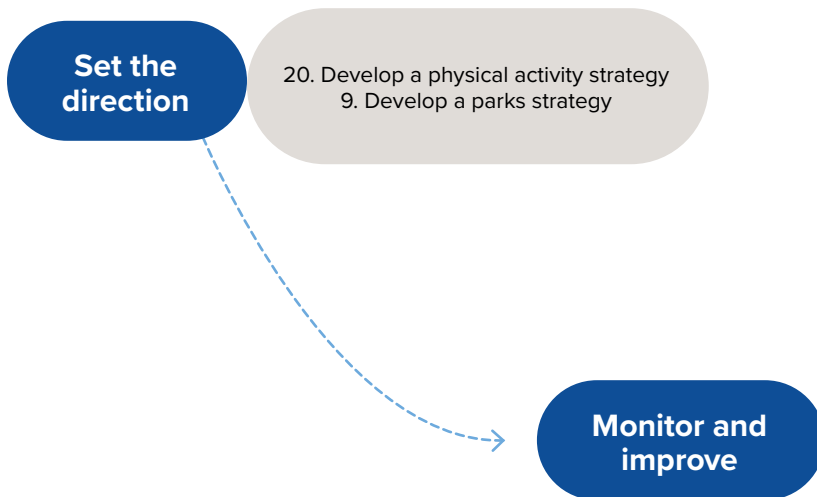 Set the
direction
20. Develop a physical activity strategy
9. Develop a parks strategy
Monitor and
improve